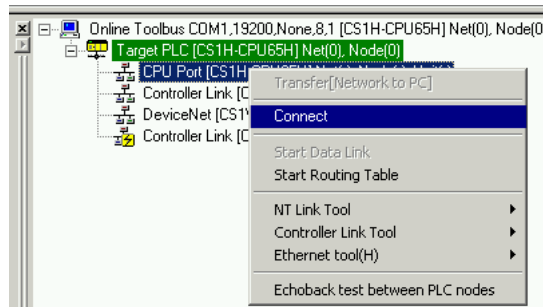 Online Toolbus COM1,19200,None,8,1 [CS1H-CPU65H] Net(0), Node(0
Target PLC [CS1H-CPU65H] Net(0), Node(0)
CPU Port [CS1H
Controller Link [C
DeviceNet [CS1
Controller Link [C
Transfer[Network to PC]
Connect
Start Data Link
Start Routing Table
NT Link Tool
Controller Link Tool
Ethernet tool(H)
Echoback test between PLC nodes